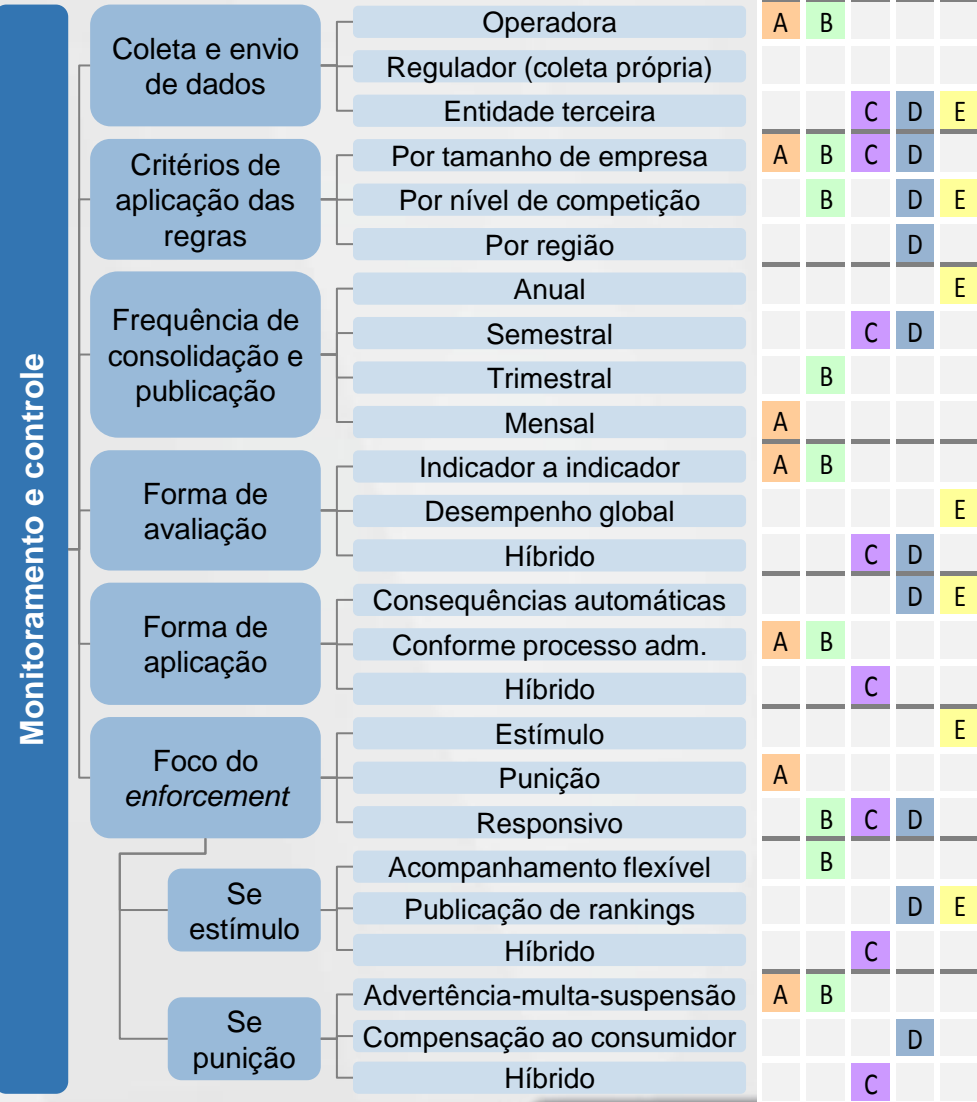 Monitoramento e controle
Coleta e envio
de dados
Operadora A B
Regulador (coleta própria)
Entidade terceira C D E
Critérios de
aplicação das
regras
Por tamanho de empresa A B C D
Por nível de competição B D E
Por região D
Frequência de
consolidação e
publicação
Anual E
Semestral C D
Trimestral B
Mensal A
Forma de
avaliação
Indicador a indicador A B
Desempenho global E
Híbrido C D
Forma de
aplicação
Consequências automáticas D E
Conforme processo adm. A B
Híbrido C
Foco do
enforcement
Estímulo E
Punição A
Responsivo B C D
Se
estímulo
Acompanhamento flexível B
Publicação de rankings D E
Híbrido C
Se
punição
Advertência-multa-suspensão A B
Compensação ao consumidor D
Híbrido C